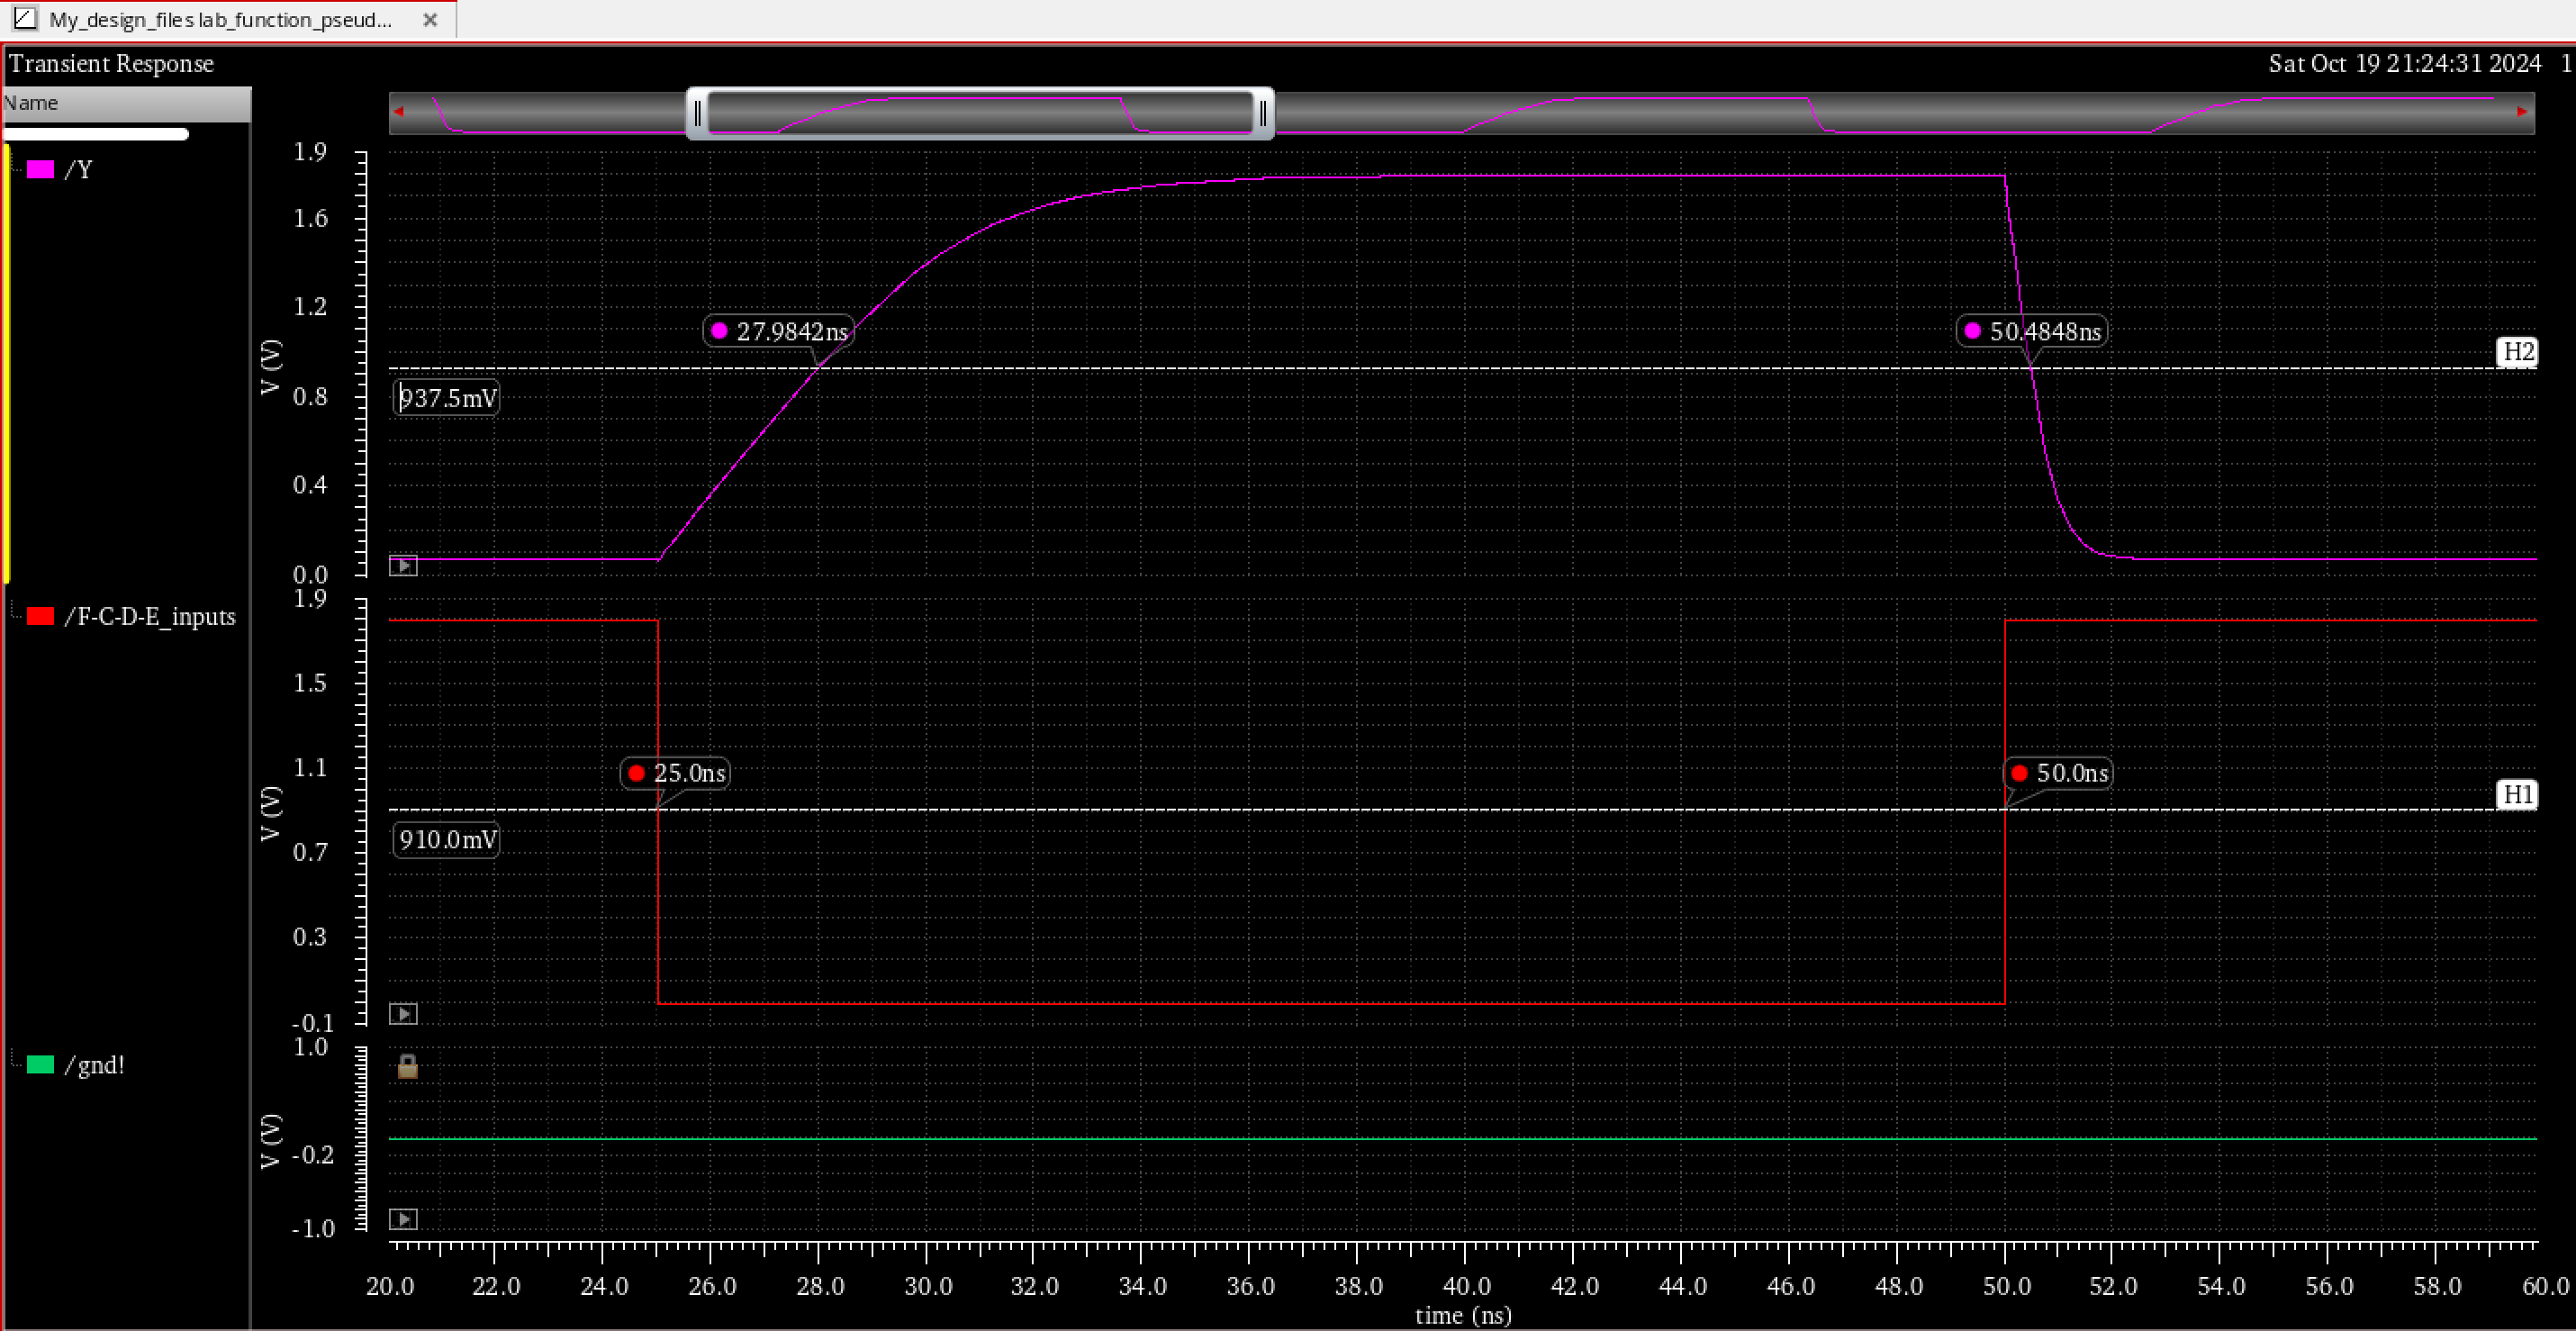 My_design_files lab_function_pseud...
Transient Response
Sat Oct 19 21:24:31 2024 1
Name
/Y
1.9
1.6
1.2
0.8
0.4
0.0
V (V)
27.9842ns
50.4848ns
H2
937.5mV
/F-C-D-E_inputs
1.9
1.5
1.1
0.7
0.3
-0.1
V (V)
25.0ns
50.0ns
H1
910.0mV
/gnd!
1.0
-0.2
-1.0
V (V)
20.0 22.0 24.0 26.0 28.0 30.0 32.0 34.0 36.0 38.0 40.0 42.0 44.0 46.0 48.0 50.0 52.0 54.0 56.0 58.0 60.0
time (ns)